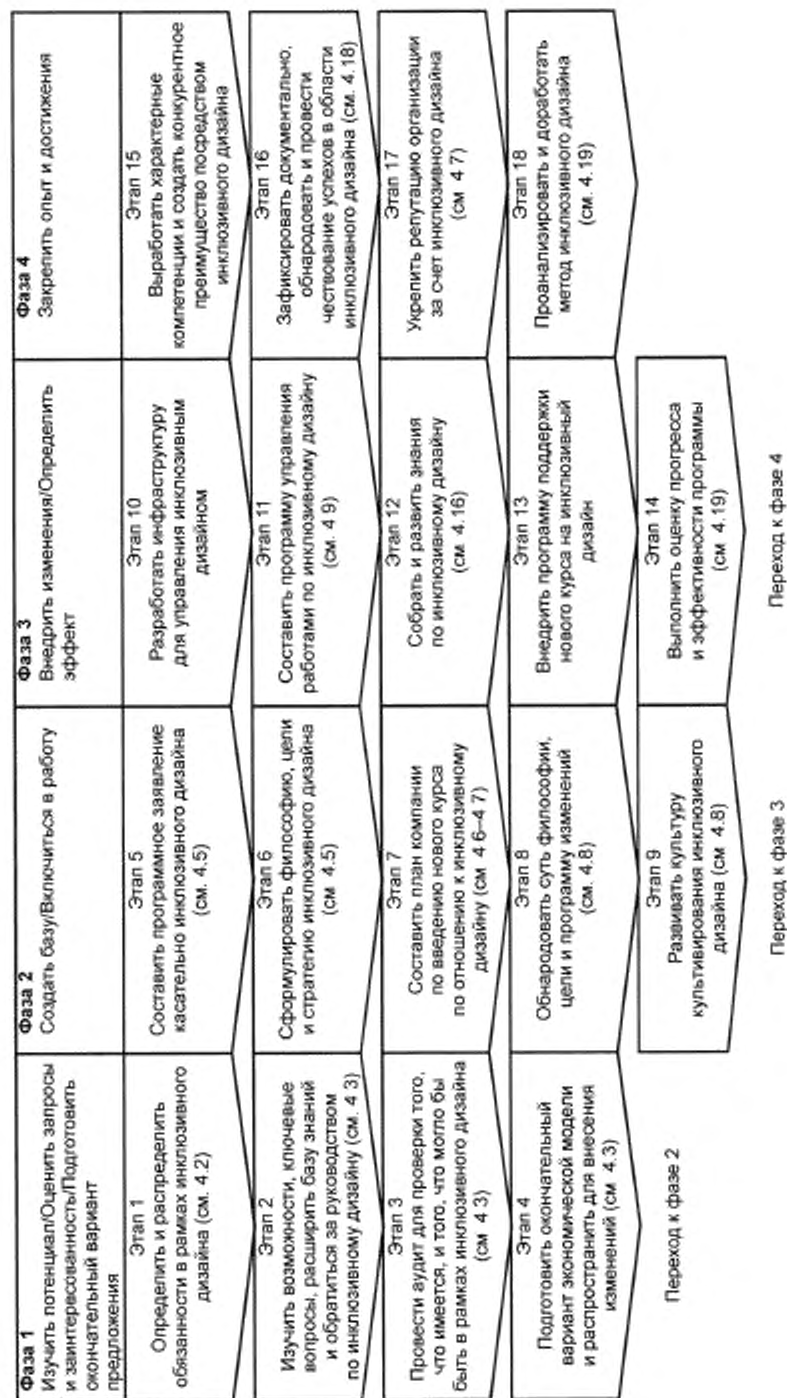 Фаза 1
Изучить потенциал/Оценить запросы
и заинтересованность/Подготовить
окончательный вариант
предложения
Этап 1
Определить и распределить
обязанности в рамках инклюзивного
дизайна (см. 4.2)
Этап 2
Изучить возможности, ключевые
вопросы, расширить базу знаний
и обратиться за руководством
по инклюзивному дизайну (см. 4 3)
Этап 3
Провести аудит для проверки того,
что имеется, и того, что могло бы
быть в рамках инклюзивного дизайна
(см 4 3)
Этап 4
Подготовить окончательный
вариант экономической модели
и распространить для внесения
изменений (см 4.3)
Переход к фазе 2
Фаза 2
Создать базу/Включиться в работу
Этап 5
Составить программное заявление
касательно инклюзивного дизайна
(см. 4.5)
Этап 6
Сформулировать философию, цели
и стратегию инклюзивного дизайна
(см 4.5)
Этап 7
Составить план компании
по введению нового курса
по отношению к инклюзивному
дизайну (см 4 6–4 7)
Этап 8
Обнародовать суть философии,
цели и программу изменений
(см. 4.8)
Этап 9
Развивать культуру
культивирования инклюзивного
дизайна (см 4.8)
Переход к фазе 3
Фаза 3
Внедрить изменения/Определить
эффект
Этап 10
Разработать инфраструктуру
для управления инклюзивным
дизайном
Этап 11
Составить программу управления
работами по инклюзивному дизайну
(см 4 9)
Этап 12
Собрать и развить знания
по инклюзивному дизайну
(см. 4.16)
Этап 13
Внедрить программу поддержки
нового курса на инклюзивный
дизайн
Этап 14
Выполнить оценку прогресса
и эффективности программы
(см. 4.19)
Переход к фазе 4
Фаза 4
Закрепить опыт и достижения
Этап 15
Выработать характерные
компетенции и создать конкурентное
преимущество посредством
инклюзивного дизайна
Этап 16
Зафиксировать документально,
обнародовать и провести
чествование успехов в области
инклюзивного дизайна (см. 4.18)
Этап 17
Укрепить репутацию организации
за счет инклюзивного дизайна
(см 4 7)
Этап 18
Проанализировать и доработать
метод инклюзивного дизайна
(см. 4.19)